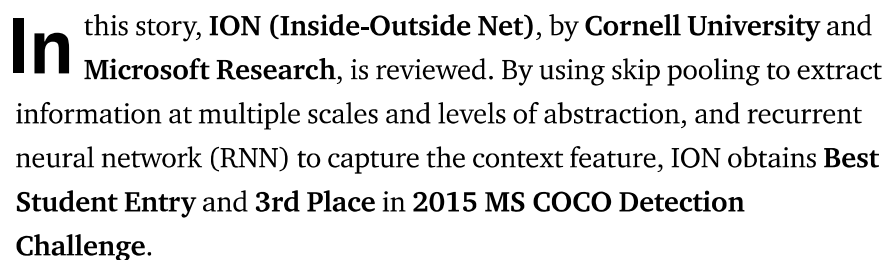 In this story, ION (Inside-Outside Net), by Cornell University and
Microsoft Research, is reviewed. By using skip pooling to extract
information at multiple scales and levels of abstraction, and recurrent
neural network (RNN) to capture the context feature, ION obtains Best
Student Entry and 3rd Place in 2015 MS COCO Detection
Challenge.